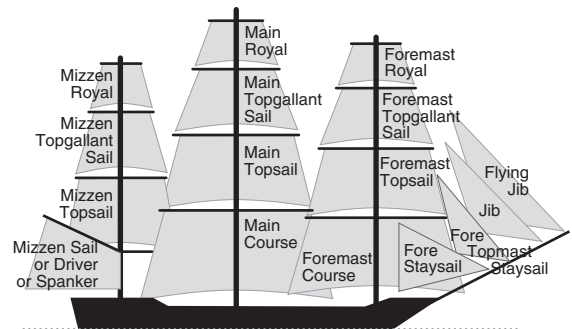 Mizzen
Royal
Mizzen
Topgallant
Sail
Mizzen
Topsail
Mizzen Sail
or Driver
or Spanker
Main
Royal
Main
Topgallant
Sail
Main
Topsail
Main
Course
Foremast
Royal
Foremast
Topgallant
Sail
Foremast
Topsail
Foremast
Course
Fore
Staysail
Fore
Topmast
Staysail
Jib
Flying
Jib